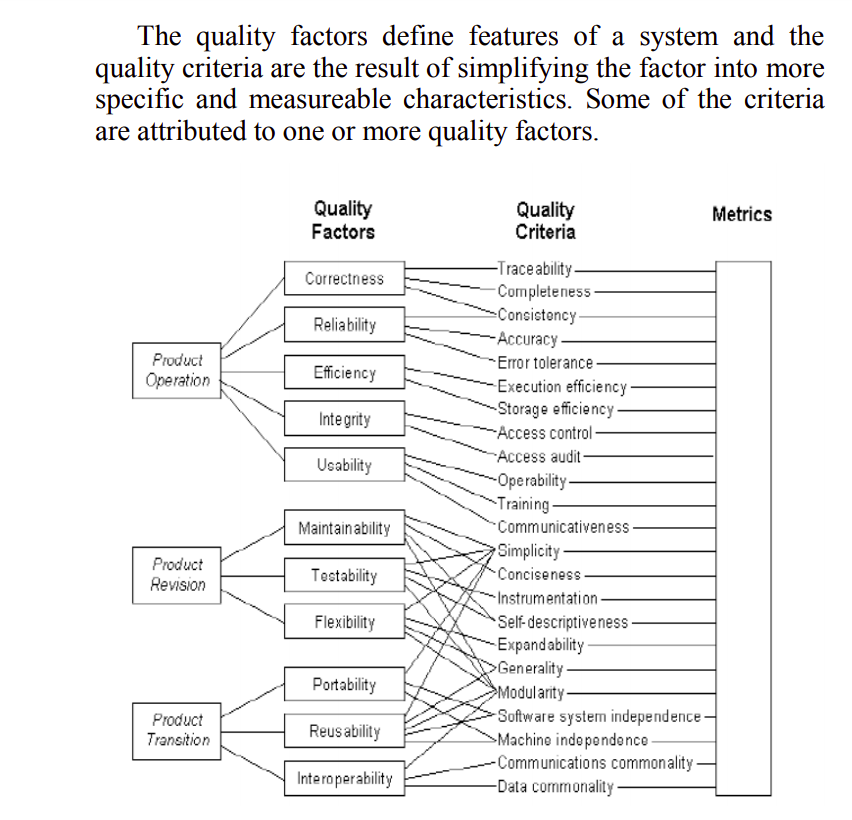 The quality factors define features of a system and the
quality criteria are the result of simplifying the factor into more
specific and measureable characteristics. Some of the criteria
are attributed to one or more quality factors.
Quality
Factors
Quality
Criteria
Metrics
Product
Operation
Correctness
Reliability
Efficiency
Integrity
Usability
Product
Revision
Maintainability
Testability
Flexibility
Product
Transition
Portability
Reusability
Interoperability
Traceability
Completeness
Consistency
Accuracy
Error tolerance
Execution efficiency
Storage efficiency
Access control
Access audit
Operability
Training
Communicativeness
Simplicity
Conciseness
Instrumentation
Self-descriptiveness
Expandability
Generality
Modularity
Software system independence
Machine independence
Communications commonality
Data commonality